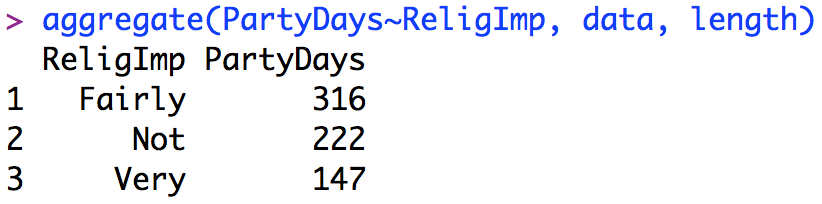 > aggregate(PartyDays~ReligImp, data, length)
ReligImp PartyDays
1 Fairly 316
2 Not 222
3 Very 147